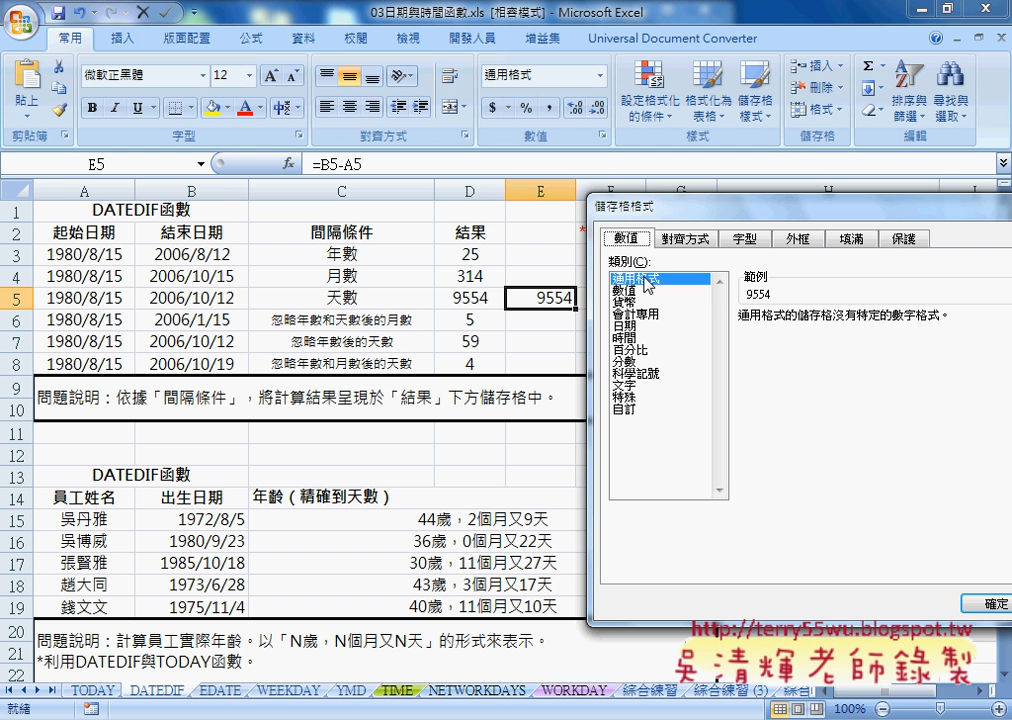 03日期與時間函數.xls [相容模式] - Microsoft Excel
常用 插入 版面配置 公式 資料 校閱 檢視 開發人員 增益集 Universal Document Converter
貼上 微軟正黑體 12 通用格式 設定格式化的條件 格式化為表格 儲存格樣式 插入 刪除 格式 排序與篩選 尋找與選取
剪貼簿 字型 對齊方式 數值 樣式 儲存格 編輯
E5 fx =B5-A5
A B C D E F G H
1 DATEDIF函數
2 起始日期 結束日期 間隔條件 結果 *
3 1980/8/15 2006/8/12 年數 25
4 1980/8/15 2006/10/15 月數 314
5 1980/8/15 2006/10/12 天數 9554 9554
6 1980/8/15 2006/1/15 忽略年數和天數後的月數 5
7 1980/8/15 2006/10/12 忽略年數後的天數 59
8 1980/8/15 2006/10/19 忽略年數和月數後的天數 4
9
10 問題說明：依據「間隔條件」，將計算結果呈現於「結果」下方儲存格中。
11
12
13 DATEDIF函數
14 員工姓名 出生日期 年齡（精確到天數）
15 吳丹雅 1972/8/5 44歲，2個月又9天
16 吳博威 1980/9/23 36歲，0個月又22天
17 張賢雅 1985/10/18 30歲，11個月又27天
18 趙大同 1973/6/28 43歲，3個月又17天
19 錢文文 1975/11/4 40歲，11個月又10天
20 問題說明：計算員工實際年齡。以「N歲，N個月又N天」的形式來表示。
21 *利用DATEDIF與TODAY函數。
22
儲存格格式
數值 對齊方式 字型 外框 填滿 保護
類別(C):
通用格式
數值
貨幣
會計專用
日期
時間
百分比
分數
科學記號
文字
特殊
自訂
範例
9554
通用格式的儲存格沒有特定的數字格式。
確定
http://terry55wu.blogspot.tw
吳清輝老師錄製
TODAY DATEDIF EDATE WEEKDAY YMD TIME NETWORKDAYS WORKDAY 綜合練習 綜合練習 (3) 綜合
就緒 100%